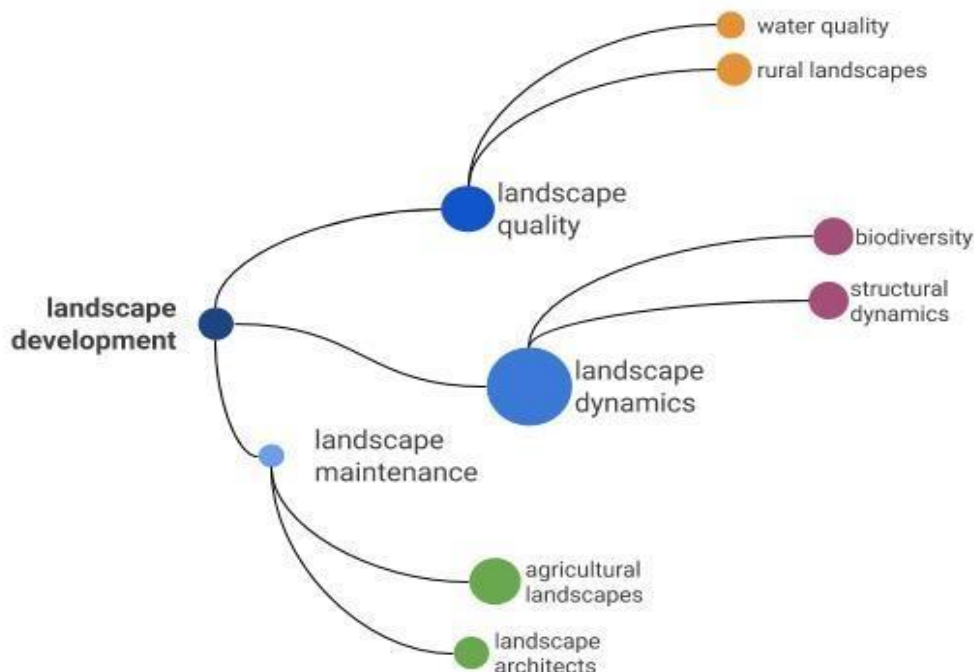 water quality
rural landscapes
landscape
quality
biodiversity
structural
dynamics
landscape
development
landscape
dynamics
landscape
maintenance
agricultural
landscapes
landscape
architects